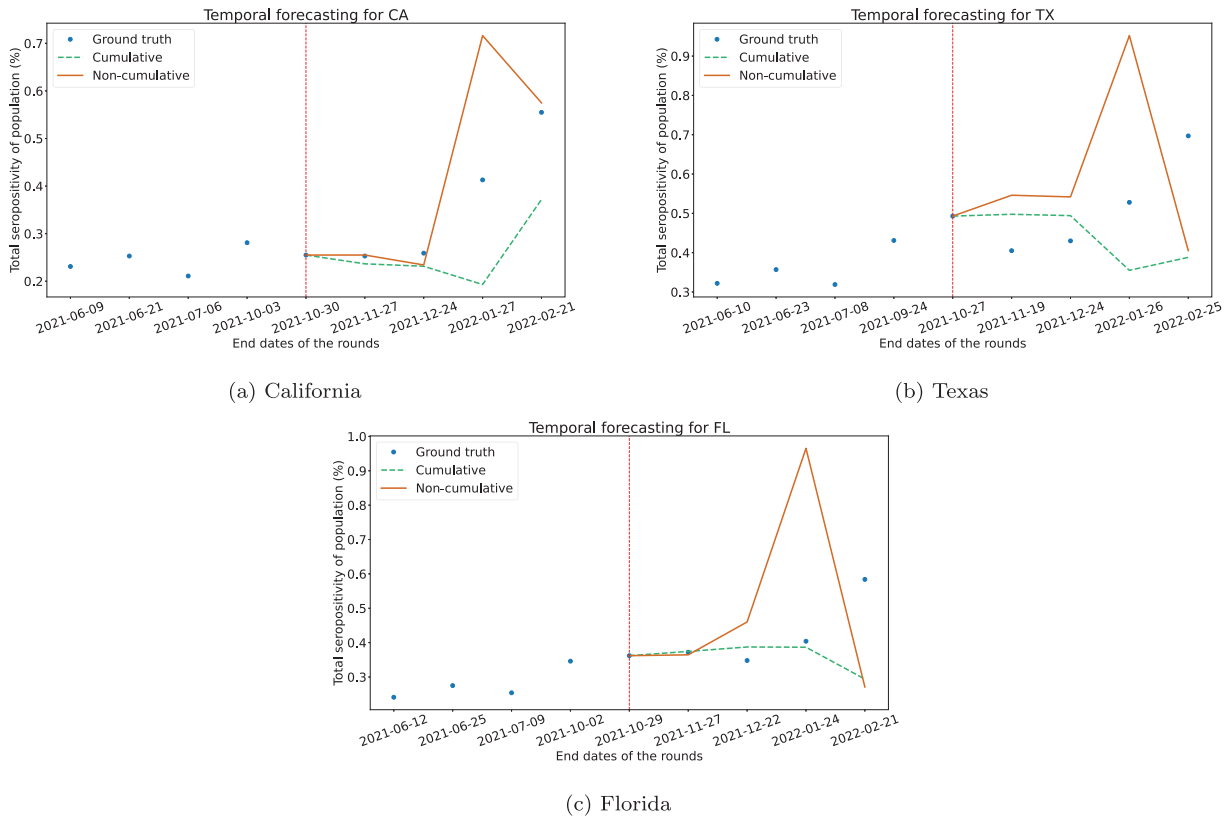 Temporal forecasting for CA
Total seropositivity of population (%)
0.7
0.6
0.5
0.4
0.3
0.2
Ground truth
Cumulative
Non-cumulative
2021-06-09
2021-06-21
2021-07-06
2021-10-03
2021-10-30
2021-11-27
2021-12-24
2022-01-27
2022-02-21
End dates of the rounds
(a) California
Temporal forecasting for TX
Total seropositivity of population (%)
0.9
0.8
0.7
0.6
0.5
0.4
0.3
Ground truth
Cumulative
Non-cumulative
2021-06-10
2021-06-23
2021-07-08
2021-09-24
2021-10-27
2021-11-19
2021-12-24
2022-01-26
2022-02-25
End dates of the rounds
(b) Texas
Temporal forecasting for FL
Total seropositivity of population (%)
1.0
0.9
0.8
0.7
0.6
0.5
0.4
0.3
Ground truth
Cumulative
Non-cumulative
2021-06-12
2021-06-25
2021-07-09
2021-10-02
2021-10-29
2021-11-27
2021-12-22
2022-01-24
2022-02-21
End dates of the rounds
(c) Florida